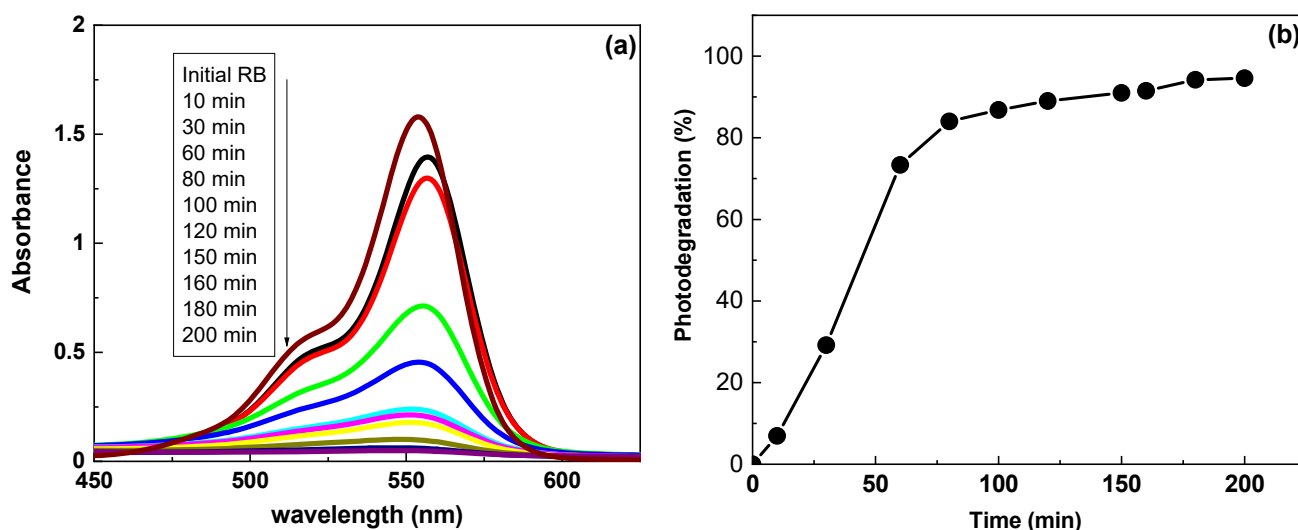 (a)
2
1.5
1
0.5
0
Absorbance
Initial RB
10 min
30 min
60 min
80 min
100 min
120 min
150 min
160 min
180 min
200 min
450 500 550 600
wavelength (nm)
(b)
100
80
60
40
20
0
Photodegradation (%)
0 50 100 150 200
Time (min)